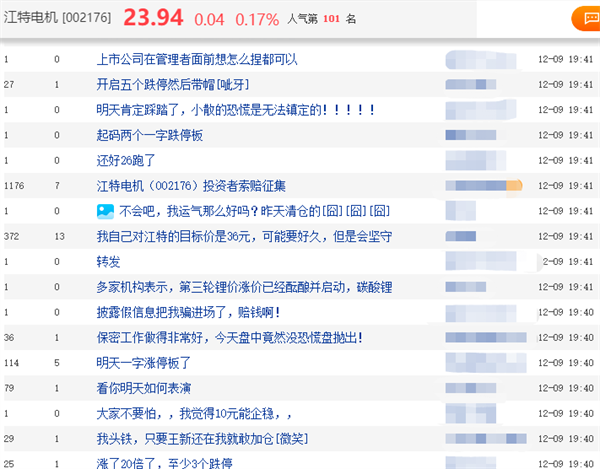 江特电机 [002176] 23.94 0.04 0.17% 人气第 101 名
1 0 上市公司在管理者面前想怎么捏都可以 12-09 19:41
27 1 开启五个跌停然后带帽[呲牙] 12-09 19:41
1 0 明天肯定踩踏了，小散的恐慌是无法镇定的！！！！！ 12-09 19:41
1 0 起码两个一字跌停板 12-09 19:41
1 0 还好26跑了 12-09 19:41
1176 7 江特电机（002176）投资者索赔征集 12-09 19:41
1 0 不会吧，我运气那么好吗？昨天清仓的[囧][囧][囧] 12-09 19:41
372 13 我自己对江特的目标价是36元，可能要好久，但是会坚守 12-09 19:41
1 0 转发 12-09 19:41
1 0 多家机构表示，第三轮锂价涨价已经酝酿并启动，碳酸锂 12-09 19:41
1 0 披露假信息把我骗进场了，赔钱啊！ 12-09 19:40
36 1 保密工作做得非常好，今天盘中竟然没恐慌盘抛出！ 12-09 19:40
114 5 明天一字涨停板了 12-09 19:40
79 1 看你明天如何表演 12-09 19:40
1 0 大家不要怕，，我觉得10元能企稳，， 12-09 19:40
29 1 我头铁，只要王新还在我就敢加仓[微笑] 12-09 19:40
25 1 涨了20倍了，至少3个跌停 12-09 19:40